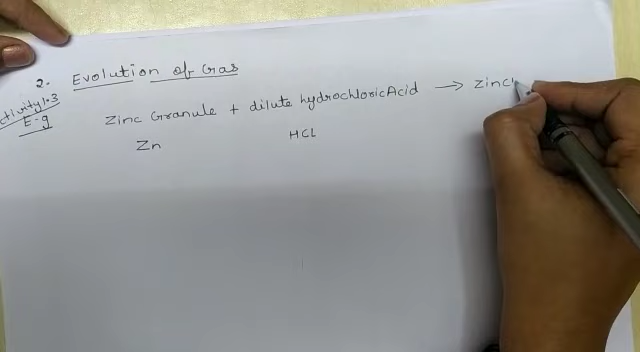 2. Evolution of Gas
Activity 1.3
E-g
Zinc Granule + dilute hydrochloric Acid → Zinc
Zn HCl